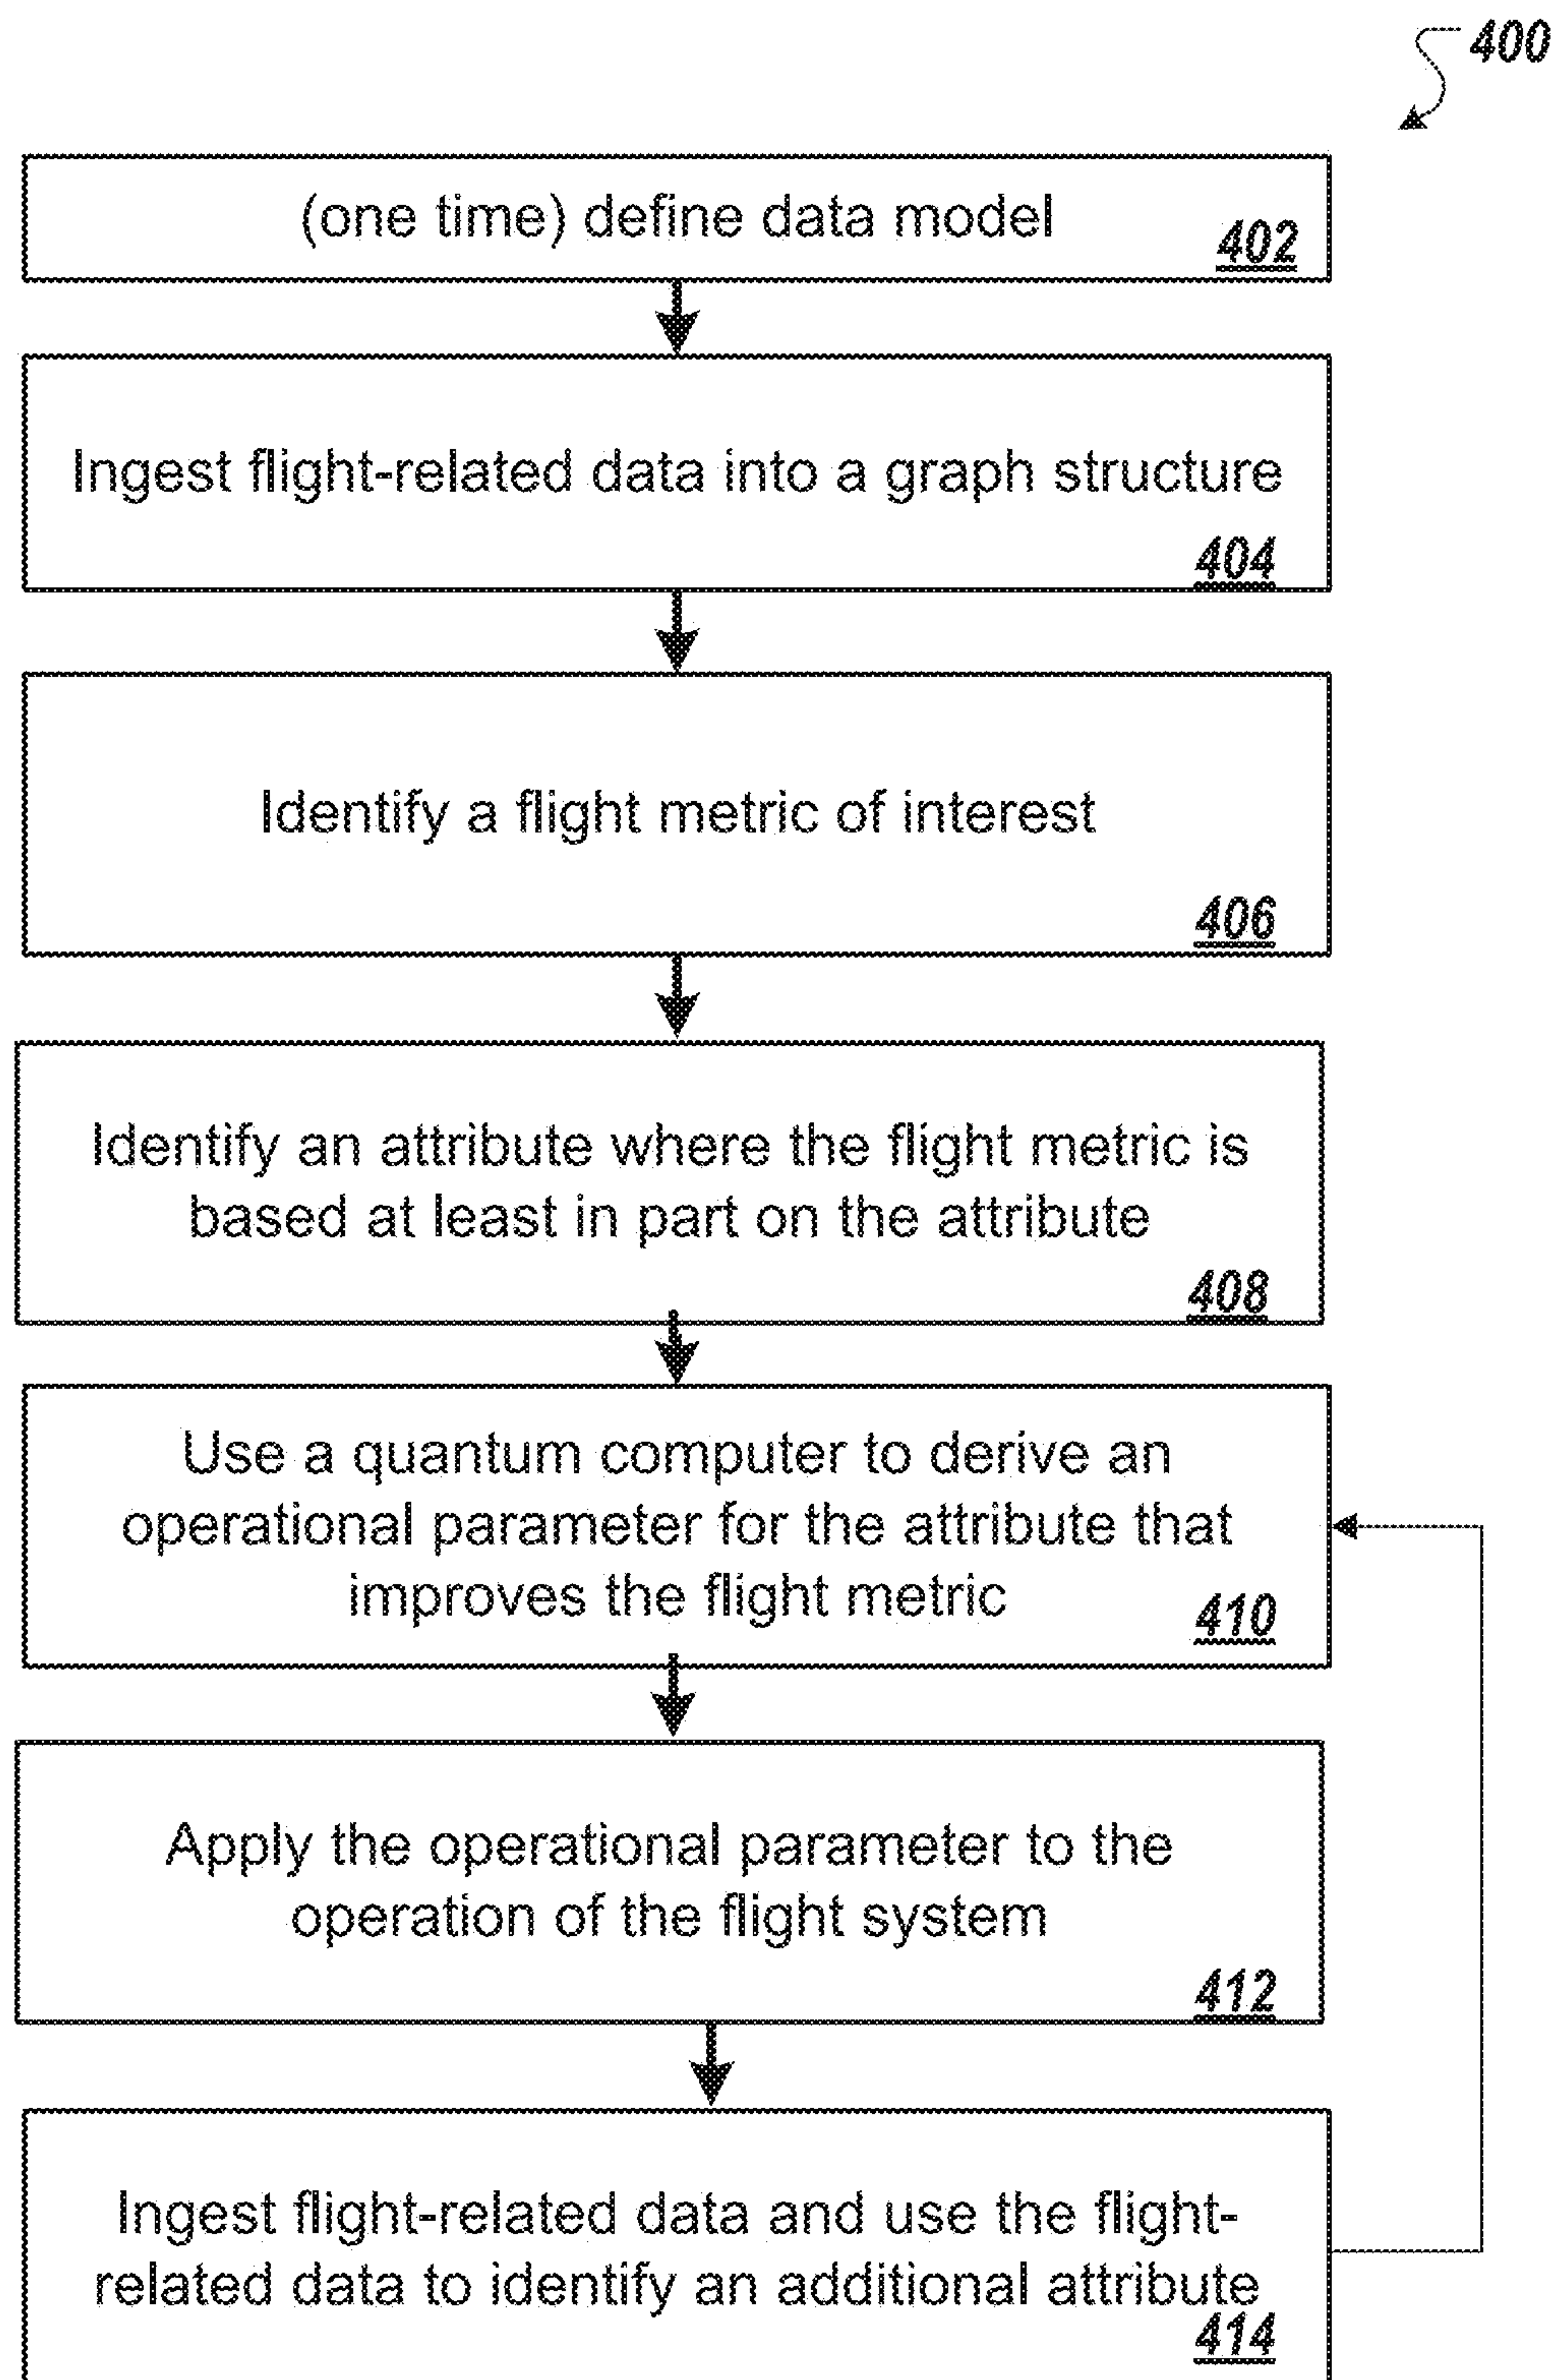 400
(one time) define data model
402
Ingest flight-related data into a graph structure
404
Identify a flight metric of interest
406
Identify an attribute where the flight metric is
based at least in part on the attribute
408
Use a quantum computer to derive an
operational parameter for the attribute that
improves the flight metric
410
Apply the operational parameter to the
operation of the flight system
412
Ingest flight-related data and use the flight-
related data to identify an additional attribute
414